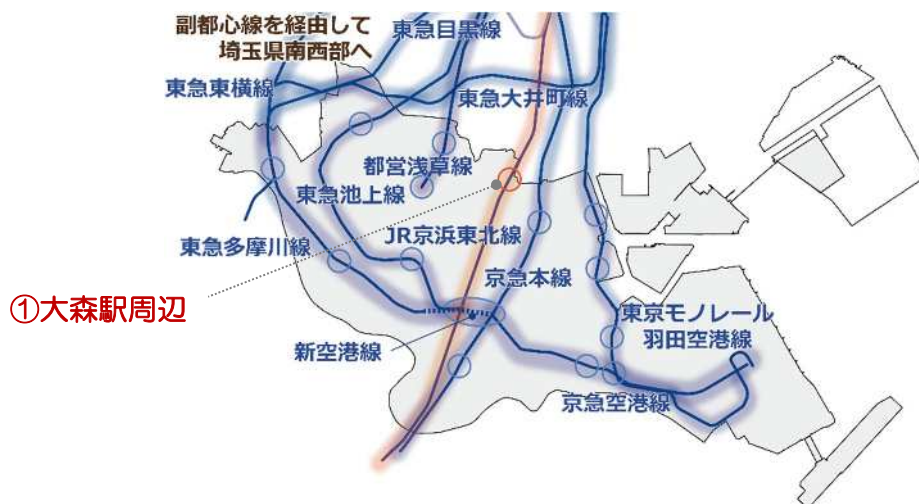 副都心線を経由して
埼玉県南西部へ
東急目黒線
東急東横線
東急大井町線
都営浅草線
東急池上線
JR京浜東北線
東急多摩川線
京急本線
①大森駅周辺
東京モノレール
羽田空港線
新空港線
京急空港線